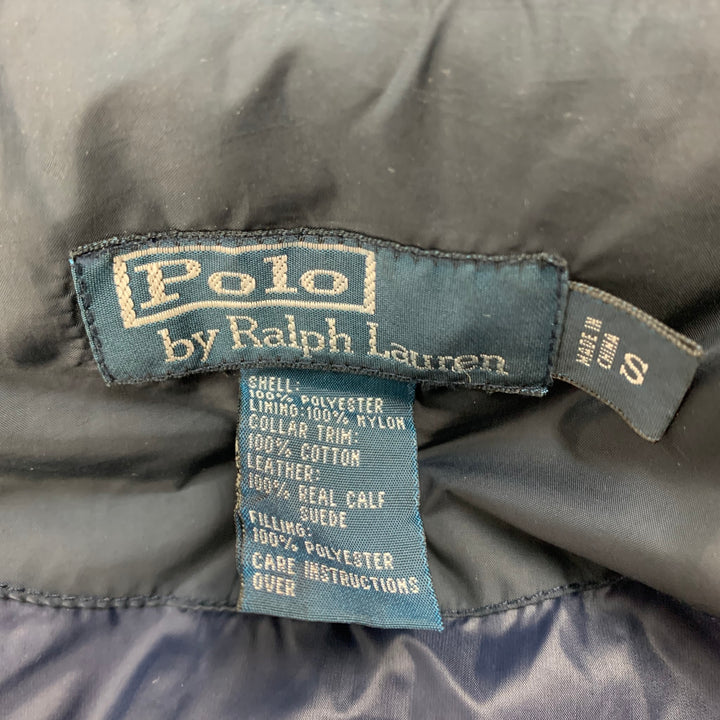 Polo
by Ralph Lauren
MADE IN
CHINA
S
SHELL:
100% POLYESTER
LINING:100% NYLON
COLLAR TRIM:
100% COTTON
LEATHER:
100% REAL CALF
SUEDE
FILLING:
100% POLYESTER
CARE INSTRUCTIONS
OVER